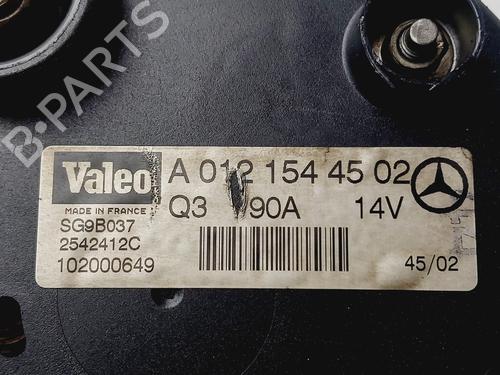 B-PARTS
Valeo
MADE IN FRANCE
A 012 154 45 02
Q3 90A 14V
SG9B037
2542412C
102000649
45/02